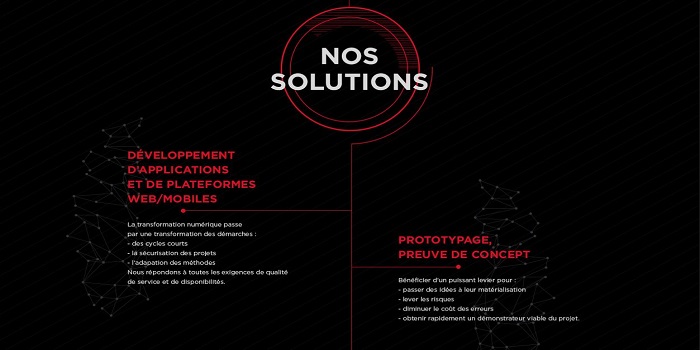 NOS
SOLUTIONS
DÉVELOPPEMENT
D'APPLICATIONS
ET DE PLATEFORMES
WEB/MOBILES
La transformation numérique passe
par une transformation des démarches :
- des cycles courts
- la sécurisation des projets
- l'adapation des méthodes
Nous répondons à toutes les exigences de qualité
de service et de disponibilités.
PROTOTYPAGE,
PREUVE DE CONCEPT
Bénéficier d'un puissant levier pour :
- passer des idées à leur matérialisation
- lever les risques
- diminuer le coût des erreurs
- obtenir rapidement un démonstrateur viable du projet.